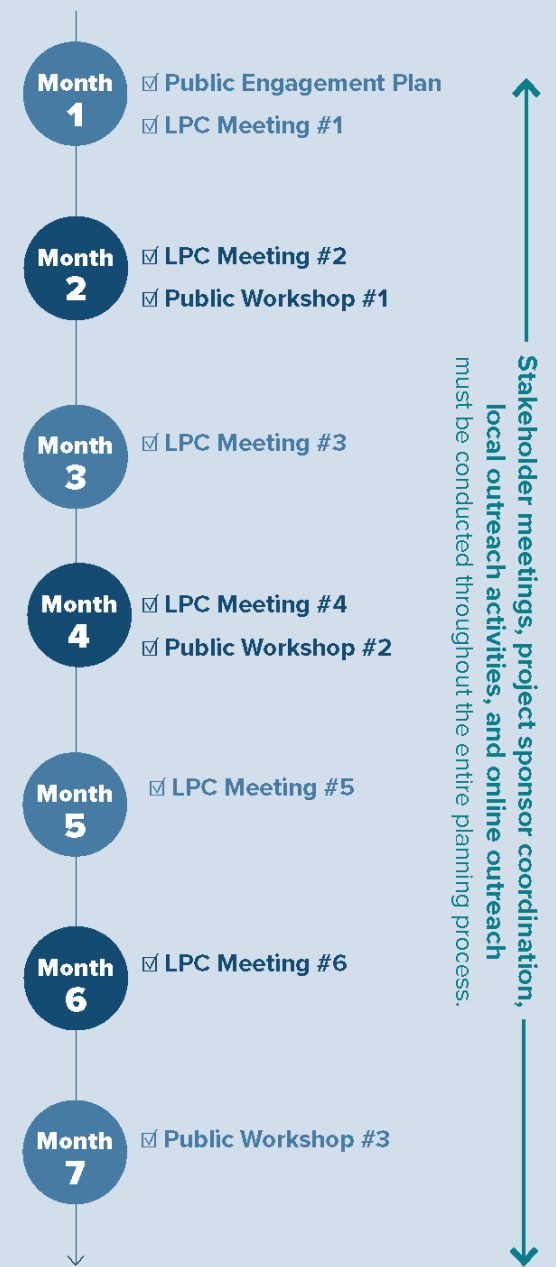 Month
1
☑ Public Engagement Plan
☑ LPC Meeting #1
Month
2
☑ LPC Meeting #2
☑ Public Workshop #1
Month
3
☑ LPC Meeting #3
Month
4
☑ LPC Meeting #4
☑ Public Workshop #2
Month
5
☑ LPC Meeting #5
Month
6
☑ LPC Meeting #6
Month
7
☑ Public Workshop #3
Stakeholder meetings, project sponsor coordination,
local outreach activities, and online outreach
must be conducted throughout the entire planning process.